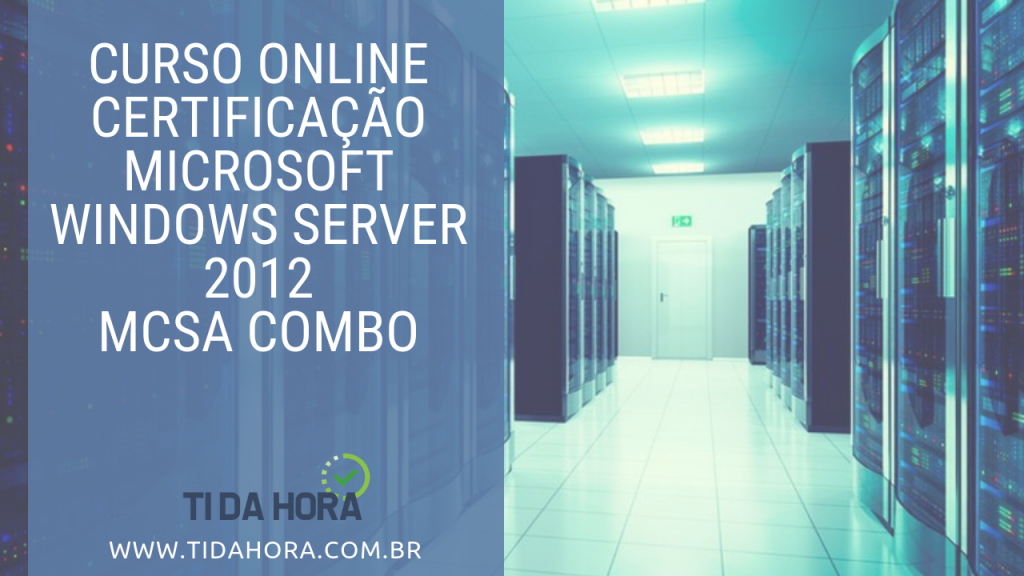 CURSO ONLINE
CERTIFICAÇÃO
MICROSOFT
WINDOWS SERVER
2012
MCSA COMBO
TI DA HORA
WWW.TIDAHORA.COM.BR